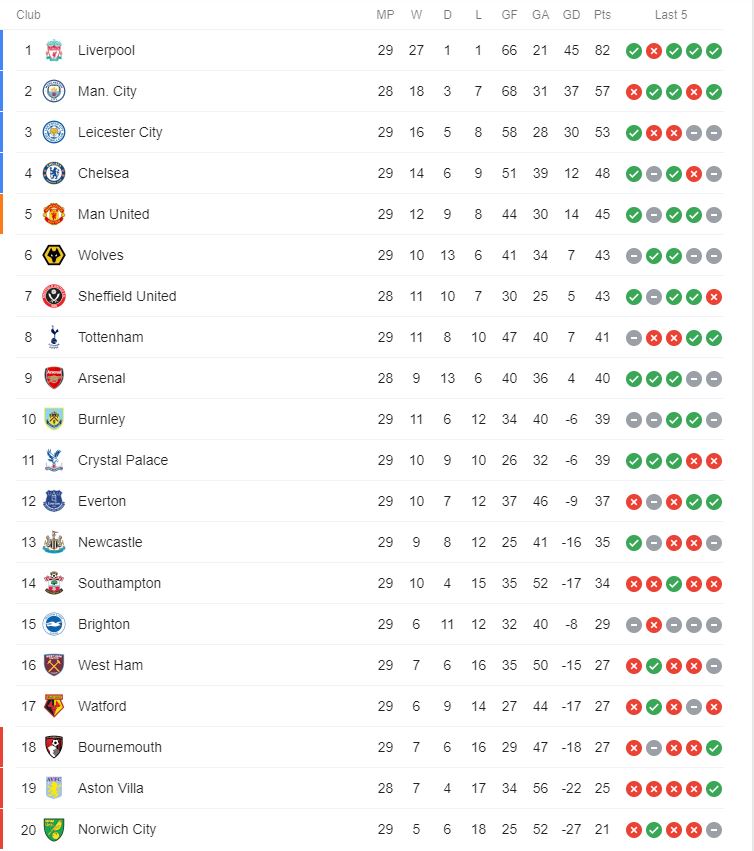 Club MP W D L GF GA GD Pts Last 5
1 Liverpool 29 27 1 1 66 21 45 82
2 Man. City 28 18 3 7 68 31 37 57
3 Leicester City 29 16 5 8 58 28 30 53
4 Chelsea 29 14 6 9 51 39 12 48
5 Man United 29 12 9 8 44 30 14 45
6 Wolves 29 10 13 6 41 34 7 43
7 Sheffield United 28 11 10 7 30 25 5 43
8 Tottenham 29 11 8 10 47 40 7 41
9 Arsenal 28 9 13 6 40 36 4 40
10 Burnley 29 11 6 12 34 40 -6 39
11 Crystal Palace 29 10 9 10 26 32 -6 39
12 Everton 29 10 7 12 37 46 -9 37
13 Newcastle 29 9 8 12 25 41 -16 35
14 Southampton 29 10 4 15 35 52 -17 34
15 Brighton 29 6 11 12 32 40 -8 29
16 West Ham 29 7 6 16 35 50 -15 27
17 Watford 29 6 9 14 27 44 -17 27
18 Bournemouth 29 7 6 16 29 47 -18 27
19 Aston Villa 28 7 4 17 34 56 -22 25
20 Norwich City 29 5 6 18 25 52 -27 21